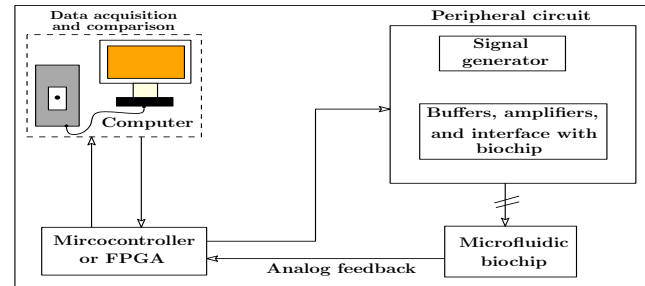 Data acquisition
and comparison
Computer
Peripheral circuit
Signal
generator
Buffers, amplifiers,
and interface with
biochip
Mircocontroller
or FPGA
Analog feedback
Microfluidic
biochip